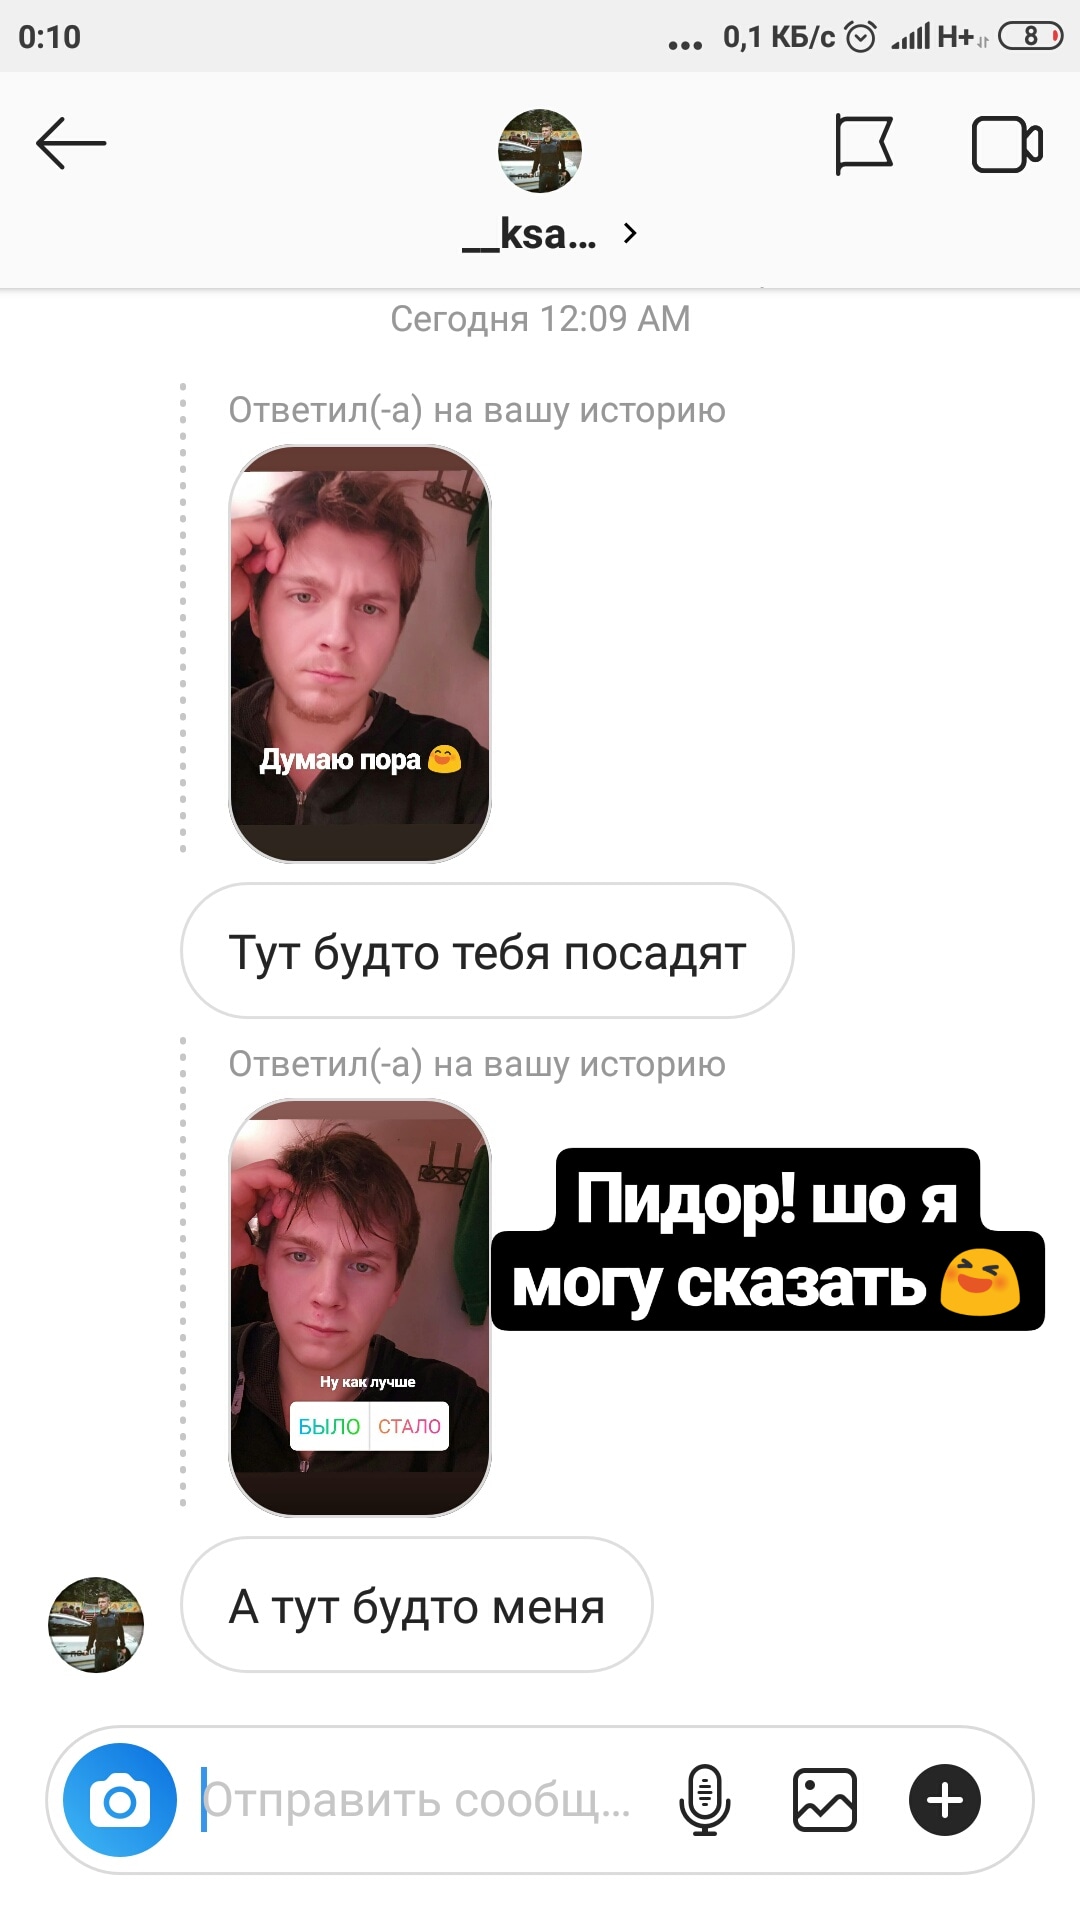 0:10
... 0,1 КБ/с H+ 8
__ksa... >
Сегодня 12:09 AM
Ответил(-а) на вашу историю
Думаю пора 😄
Тут будто тебя посадят
Ответил(-а) на вашу историю
Пидор! шо я
могу сказать 😆
Ну как лучше
БЫЛО СТАЛО
А тут будто меня
Отправить сообщ...